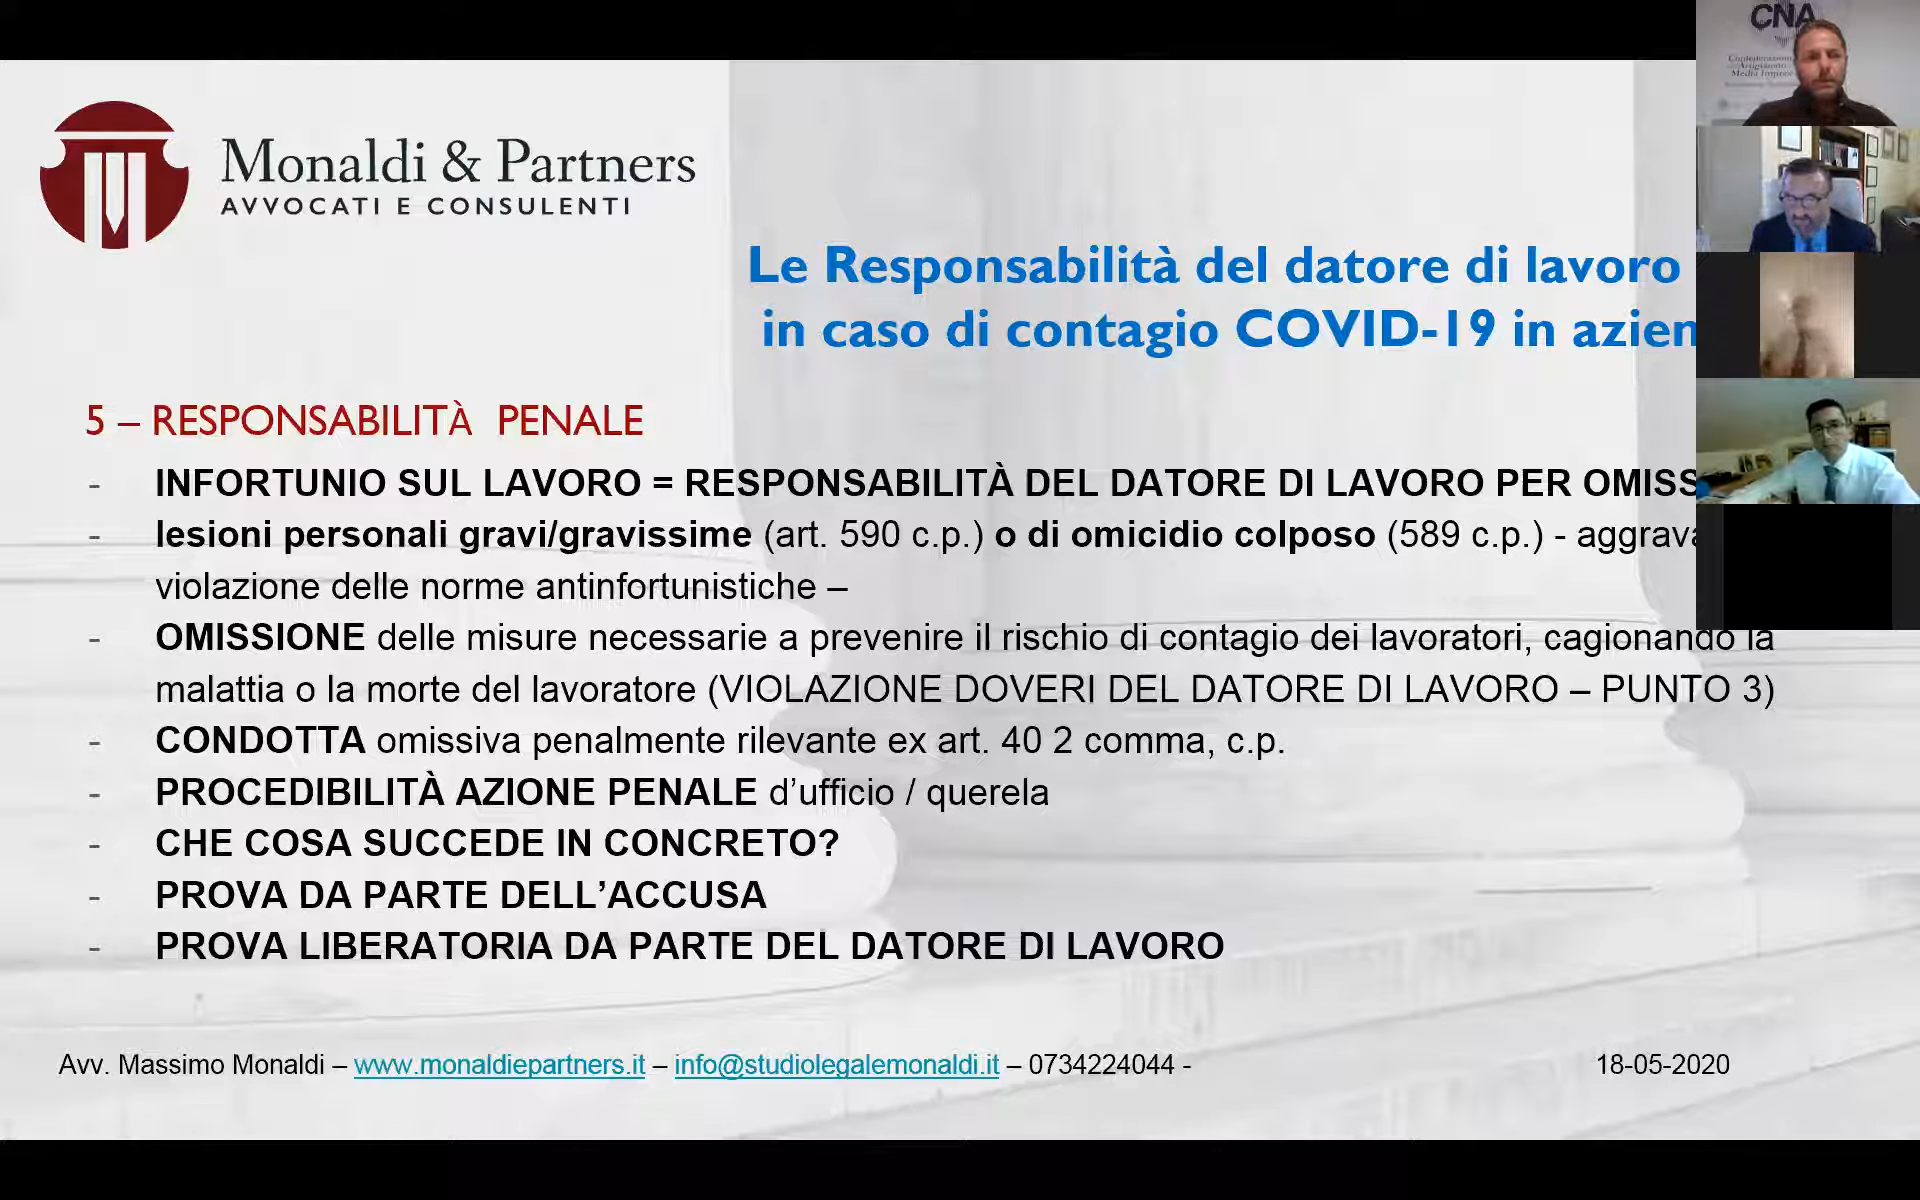 CNA
Monaldi & Partners
AVVOCATI E CONSULENTI
Le Responsabilità del datore di lavoro
in caso di contagio COVID-19 in azien
5 – RESPONSABILITÀ PENALE
- INFORTUNIO SUL LAVORO = RESPONSABILITÀ DEL DATORE DI LAVORO PER OMISS
- lesioni personali gravi/gravissime (art. 590 c.p.) o di omicidio colposo (589 c.p.) - aggrava
violazione delle norme antinfortunistiche –
- OMISSIONE delle misure necessarie a prevenire il rischio di contagio dei lavoratori, cagionando la
malattia o la morte del lavoratore (VIOLAZIONE DOVERI DEL DATORE DI LAVORO – PUNTO 3)
- CONDOTTA omissiva penalmente rilevante ex art. 40 2 comma, c.p.
- PROCEDIBILITÀ AZIONE PENALE d’ufficio / querela
- CHE COSA SUCCEDE IN CONCRETO?
- PROVA DA PARTE DELL’ACCUSA
- PROVA LIBERATORIA DA PARTE DEL DATORE DI LAVORO
Avv. Massimo Monaldi – www.monaldiepartners.it – info@studiolegalemonaldi.it – 0734224044 - 18-05-2020